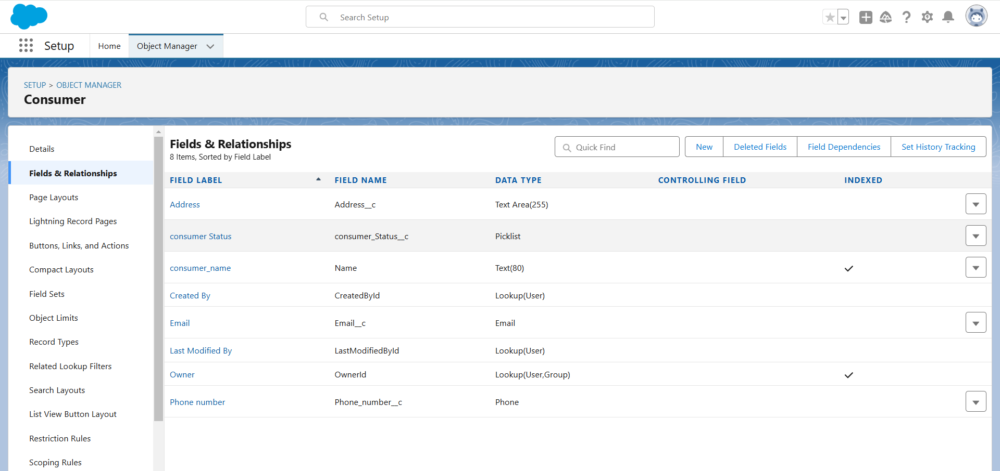 Search Setup
Setup
Home
Object Manager
SETUP > OBJECT MANAGER
Consumer
Details
Fields & Relationships
Page Layouts
Lightning Record Pages
Buttons, Links, and Actions
Compact Layouts
Field Sets
Object Limits
Record Types
Related Lookup Filters
Search Layouts
List View Button Layout
Restriction Rules
Scoping Rules
Fields & Relationships
8 Items, Sorted by Field Label
Quick Find
New
Deleted Fields
Field Dependencies
Set History Tracking
FIELD LABEL FIELD NAME DATA TYPE CONTROLLING FIELD INDEXED
Address Address__c Text Area(255)
consumer Status consumer_Status__c Picklist
consumer_name Name Text(80)
Created By CreatedById Lookup(User)
Email Email__c Email
Last Modified By LastModifiedById Lookup(User)
Owner OwnerId Lookup(User,Group)
Phone number Phone_number__c Phone